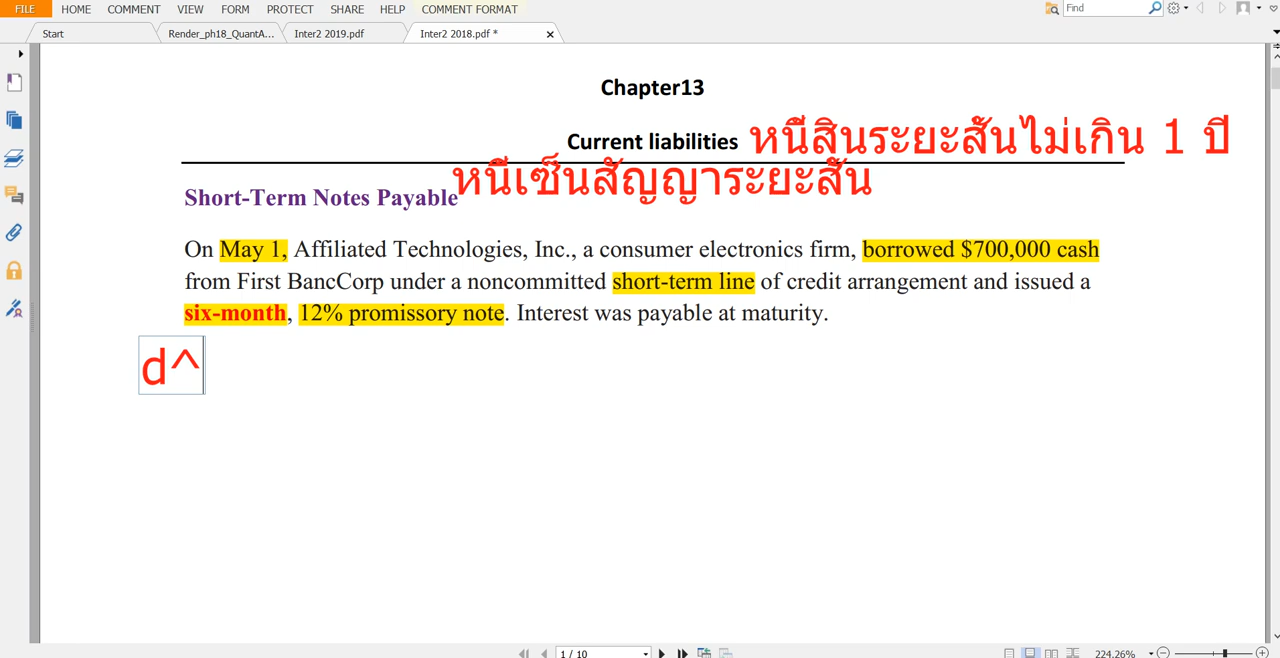 FILE HOME COMMENT VIEW FORM PROTECT SHARE HELP COMMENT FORMAT Find
Start Render_ph18_QuantA... Inter2 2019.pdf Inter2 2018.pdf *
Chapter13
Current liabilities หนี้สินระยะสั้นไม่เกิน 1 ปี
Short-Term Notes Payable หนี้เซ็นสัญญาระยะสั้น
On May 1, Affiliated Technologies, Inc., a consumer electronics firm, borrowed $700,000 cash
from First BancCorp under a noncommitted short-term line of credit arrangement and issued a
six-month, 12% promissory note. Interest was payable at maturity.
d^
1 / 10 224.26%